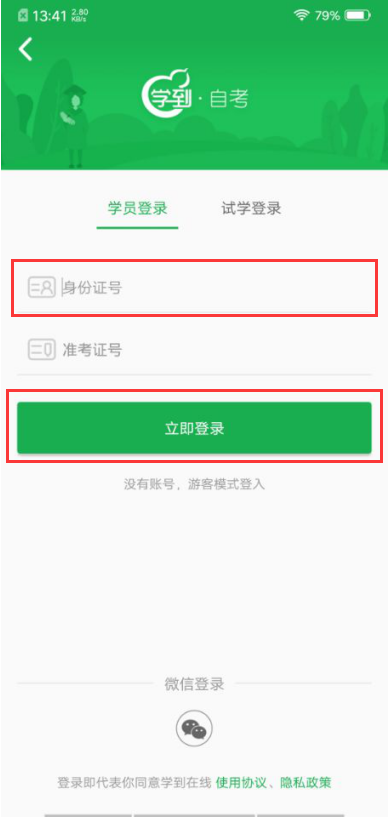 13:41 2.80 KB/s 79%
学到·自考
学员登录 试学登录
身份证号
准考证号
立即登录
没有账号，游客模式登入
微信登录
登录即代表你同意学到在线 使用协议、隐私政策